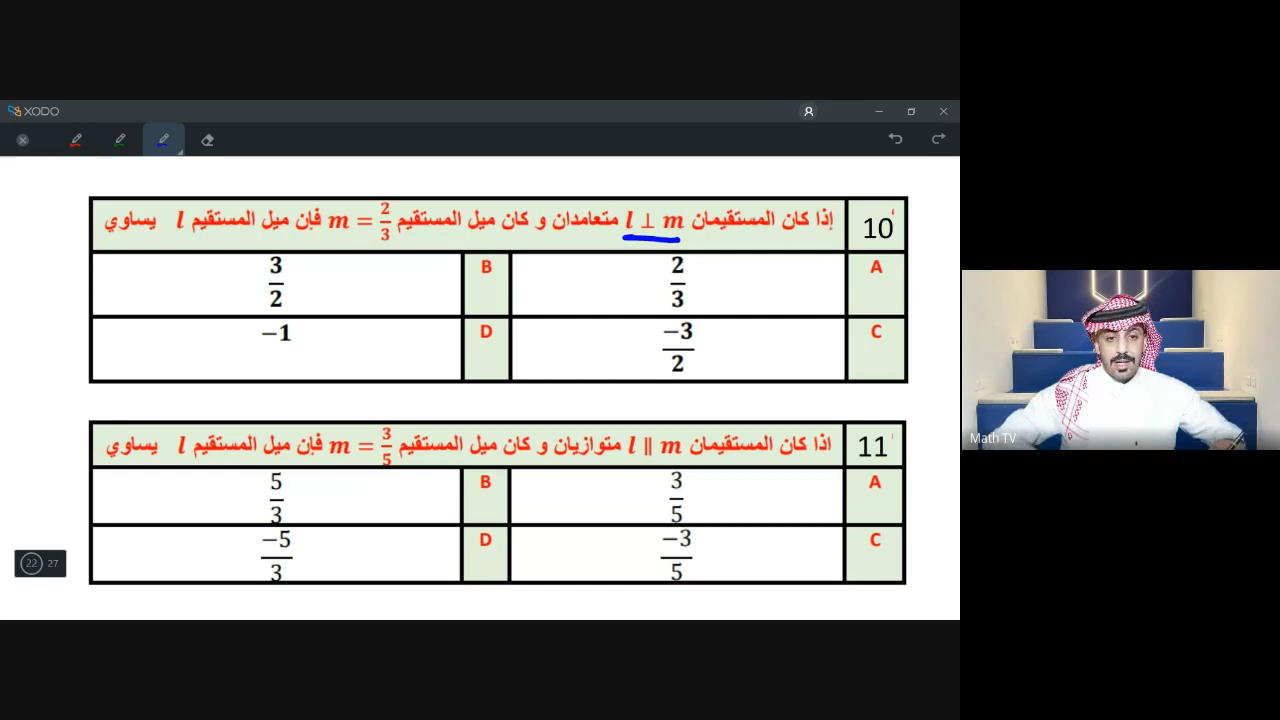 XODO
10 إذا كان المستقيمان l ⊥ m متعامدان و كان ميل المستقيم m = 2/3 فإن ميل المستقيم l يساوي
A 2/3 B 3/2
C −3/2 D −1
11 اذا كان المستقيمان l ∥ m متوازيان و كان ميل المستقيم m = 3/5 فإن ميل المستقيم l يساوي
A 3/5 B 5/3
C −3/5 D −5/3
22 27
Math TV